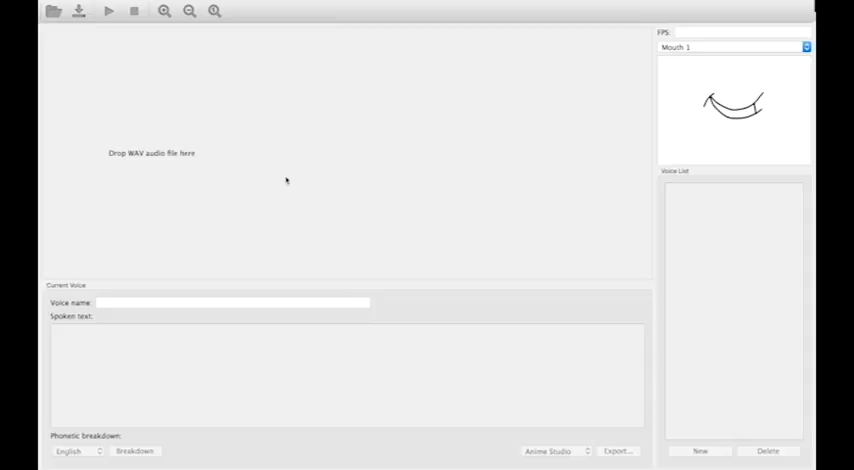 FPS:
Mouth 1
Drop WAV audio file here
Voice List
Current Voice
Voice name:
Spoken text:
Phonetic breakdown:
English
Breakdown
Anime Studio
Export...
New
Delete